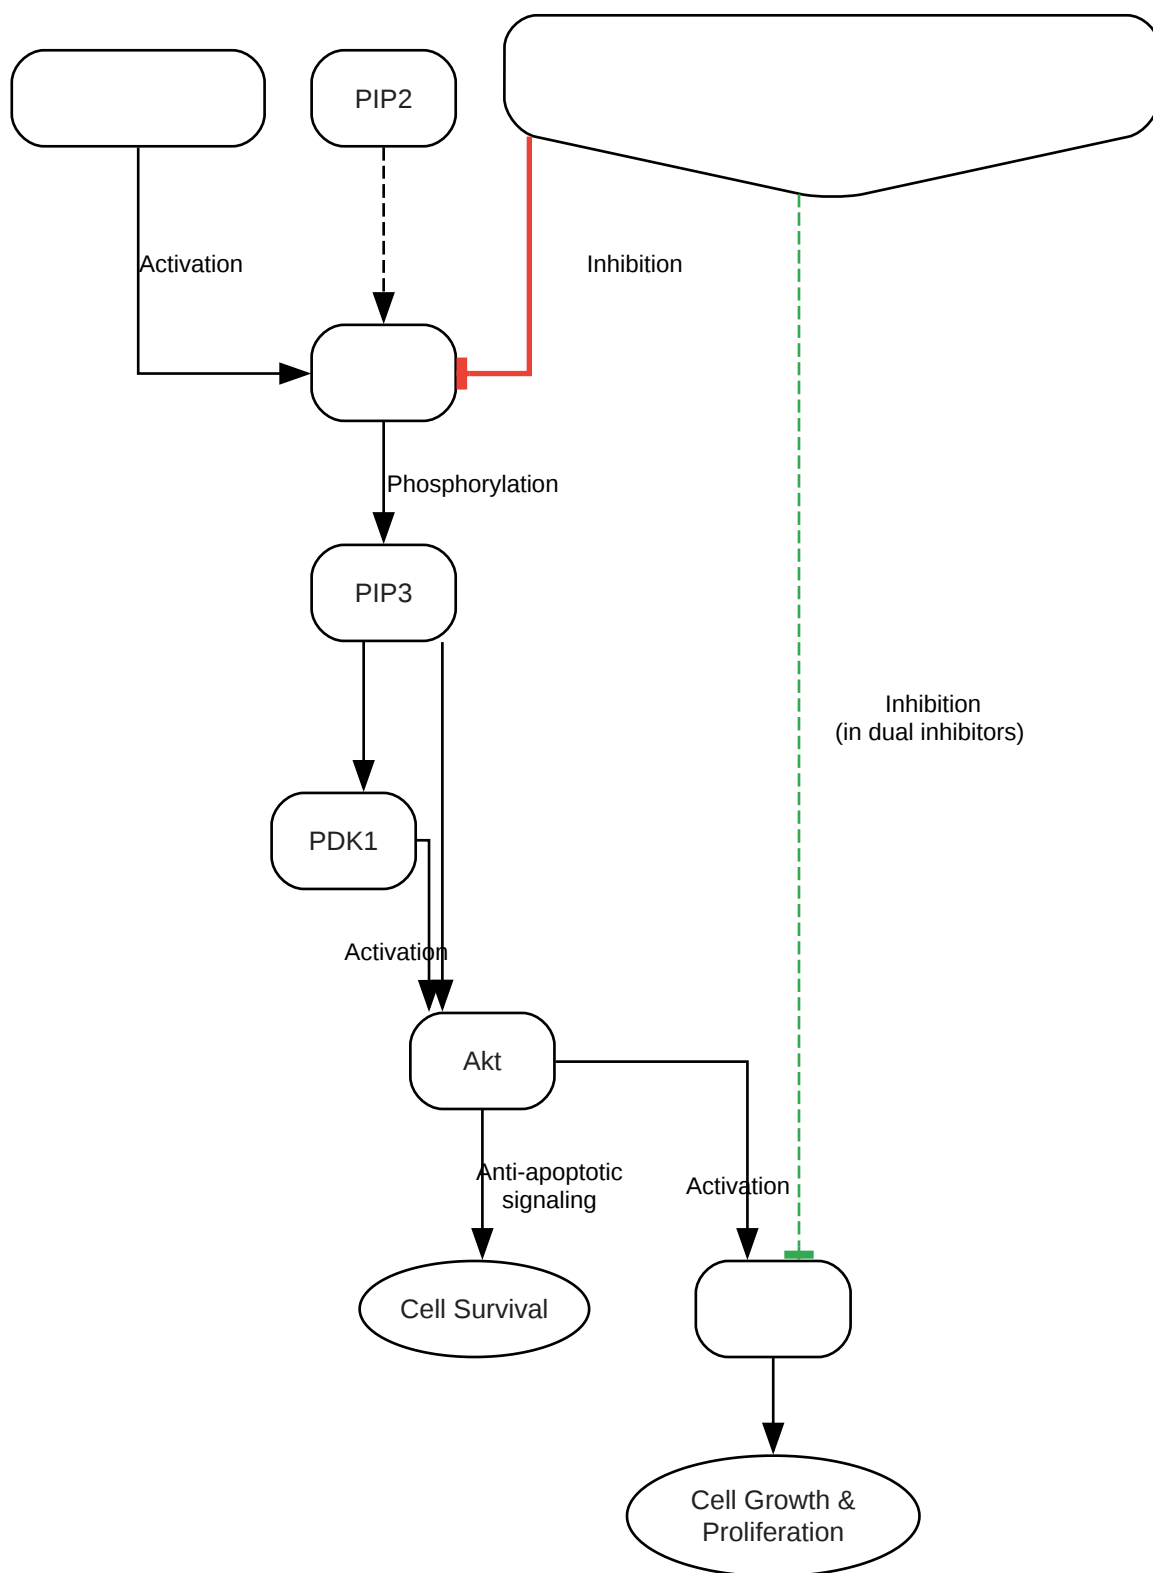 PIP2
Activation
Inhibition
Phosphorylation
PIP3
Inhibition
(in dual inhibitors)
PDK1
Activation
Akt
Anti-apoptotic
signaling
Activation
Cell Survival
Cell Growth &
Proliferation